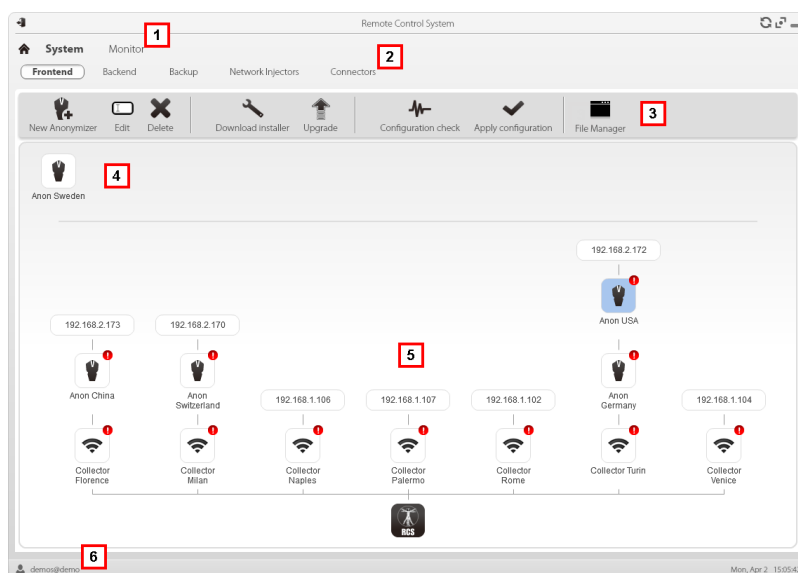 Remote Control System
System Monitor 1
Frontend Backend Backup Network Injectors Connectors 2
New Anonymizer Edit Delete Download installer Upgrade Configuration check Apply configuration File Manager 3
4
Anon Sweden
192.168.2.172
Anon USA
192.168.2.173 192.168.2.170
5
Anon China Anon Switzerland Anon Germany
192.168.1.106 192.168.1.107 192.168.1.102 192.168.1.104
Collector Florence Collector Milan Collector Naples Collector Palermo Collector Rome Collector Turin Collector Venice
RCS
6
demos@demo Mon, Apr 2 15:05:42